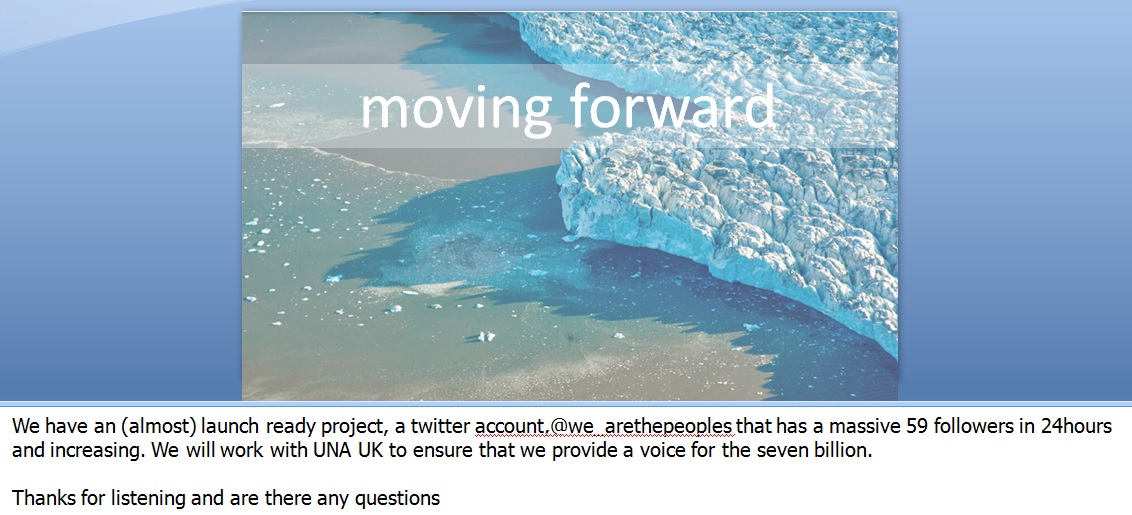 moving forward
We have an (almost) launch ready project, a twitter account,@we_arethepeoples that has a massive 59 followers in 24hours
and increasing. We will work with UNA UK to ensure that we provide a voice for the seven billion.
Thanks for listening and are there any questions